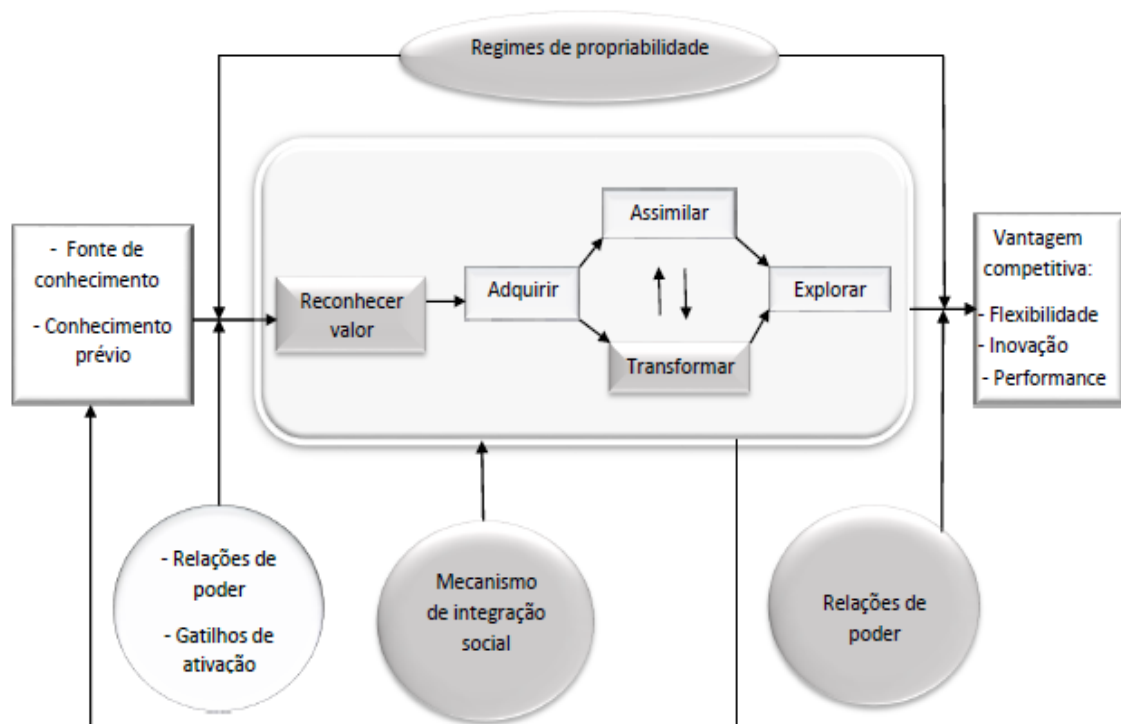 Regimes de propriabilidade
- Fonte de
conhecimento
- Conhecimento
prévio
Reconhecer
valor
Adquirir
Assimilar
Transformar
Explorar
Vantagem
competitiva:
- Flexibilidade
- Inovação
- Performance
- Relações de
poder
- Gatilhos de
ativação
Mecanismo
de integração
social
Relações de
poder